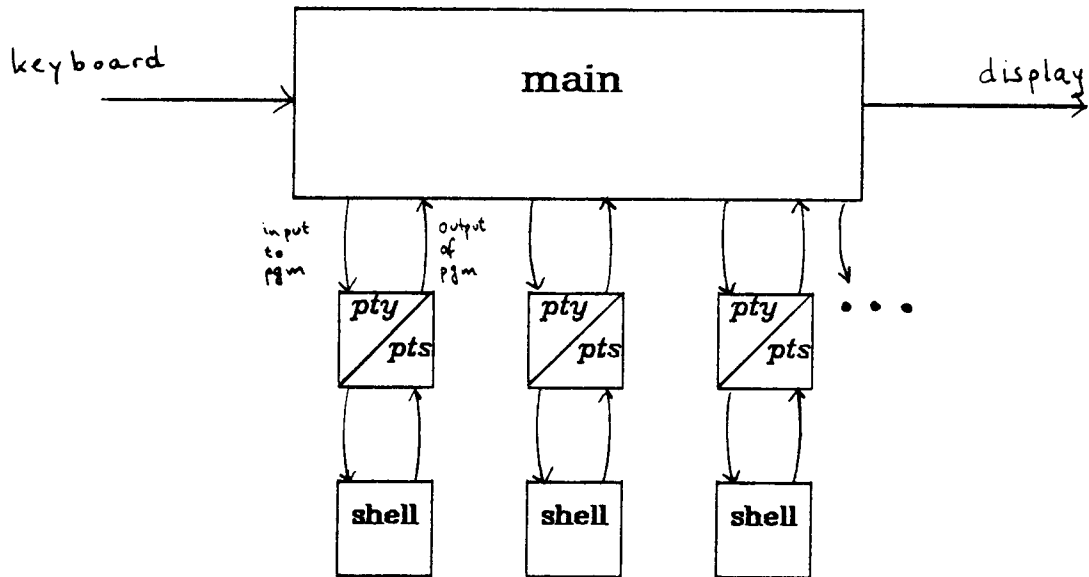 keyboard
main
display
input
to
pgm
output
of
pgm
pty
pts
pty
pts
pty
pts
shell
shell
shell